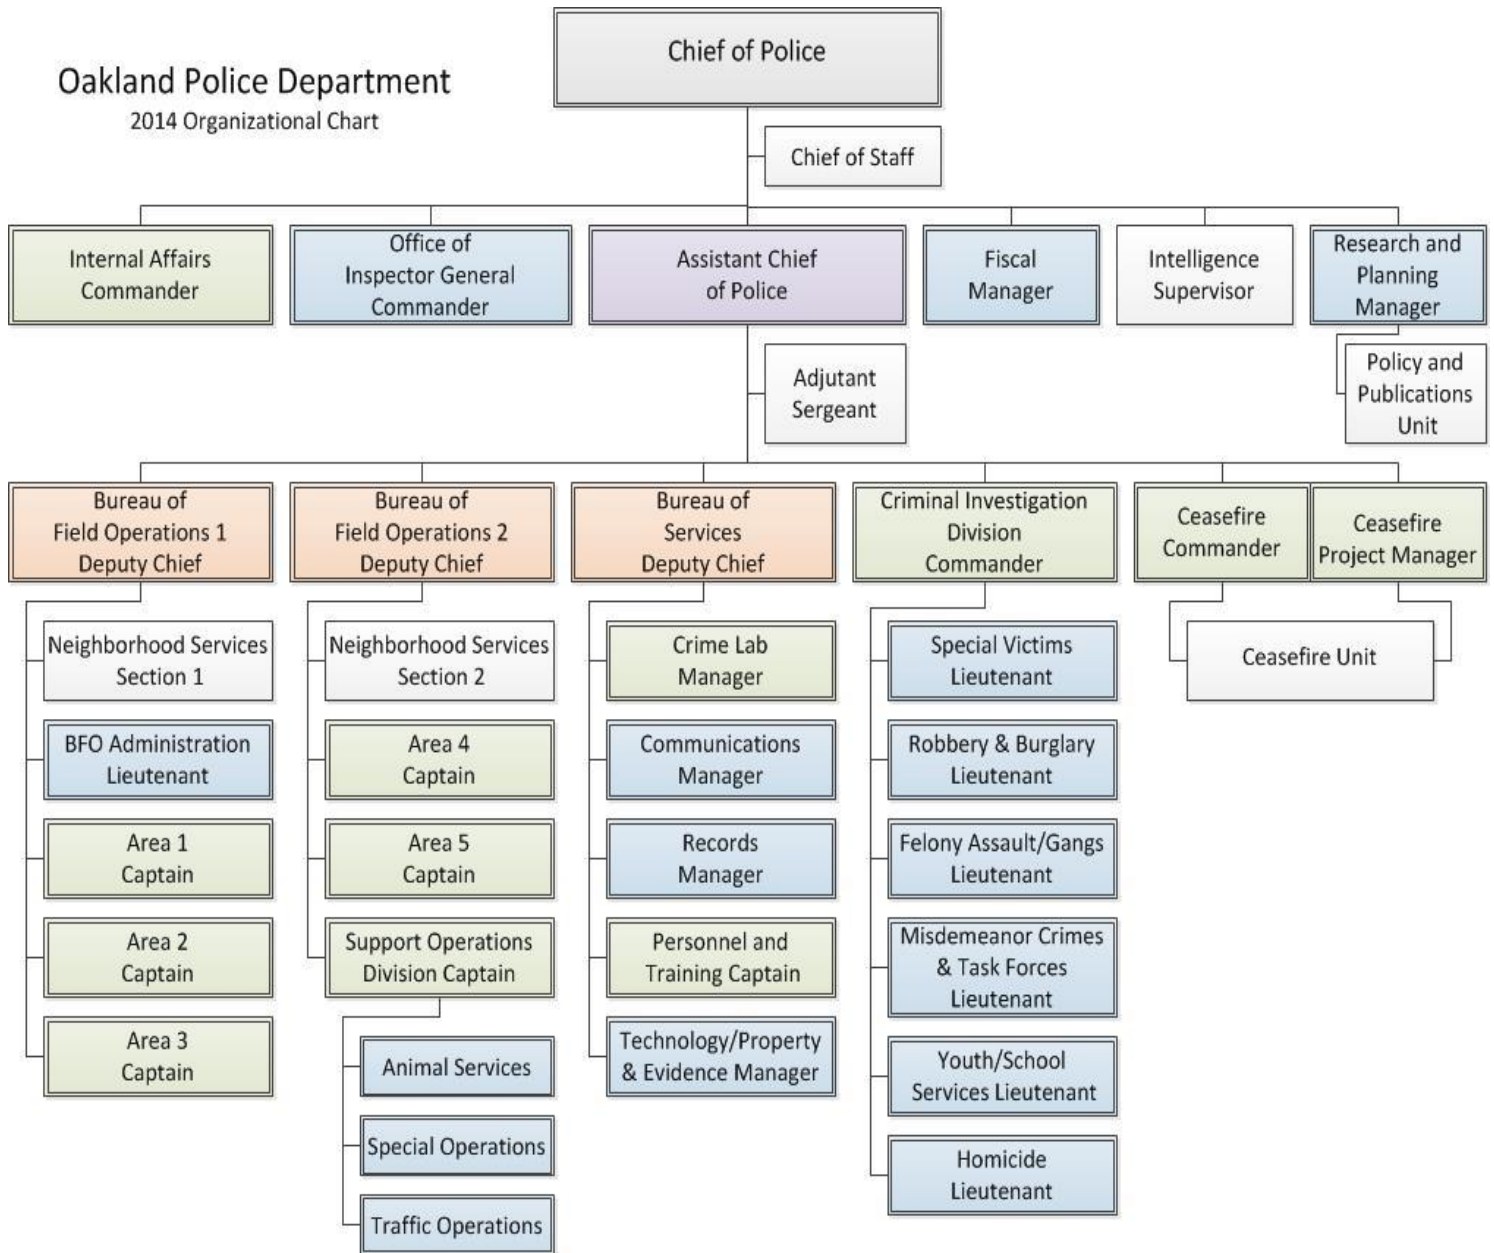 Chief of Police
Oakland Police Department
2014 Organizational Chart
Chief of Staff
Internal Affairs
Commander
Office of
Inspector General
Commander
Assistant Chief
of Police
Fiscal
Manager
Intelligence
Supervisor
Research and
Planning
Manager
Adjutant
Sergeant
Policy and
Publications
Unit
Bureau of
Field Operations 1
Deputy Chief
Bureau of
Field Operations 2
Deputy Chief
Bureau of
Services
Deputy Chief
Criminal Investigation
Division
Commander
Ceasefire
Commander
Ceasefire
Project Manager
Neighborhood Services
Section 1
BFO Administration
Lieutenant
Area 1
Captain
Area 2
Captain
Area 3
Captain
Neighborhood Services
Section 2
Area 4
Captain
Area 5
Captain
Support Operations
Division Captain
Animal Services
Special Operations
Traffic Operations
Crime Lab
Manager
Communications
Manager
Records
Manager
Personnel and
Training Captain
Technology/Property
& Evidence Manager
Special Victims
Lieutenant
Robbery & Burglary
Lieutenant
Felony Assault/Gangs
Lieutenant
Misdemeanor Crimes
& Task Forces
Lieutenant
Youth/School
Services Lieutenant
Homicide
Lieutenant
Ceasefire Unit